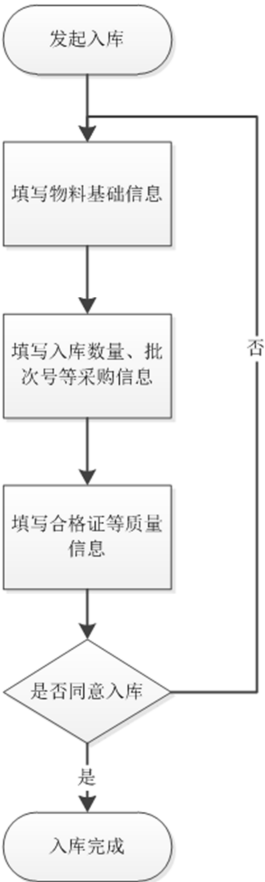 发起入库
填写物料基础信息
填写入库数量、批
次号等采购信息
否
填写合格证等质量
信息
是否同意入库
是
入库完成